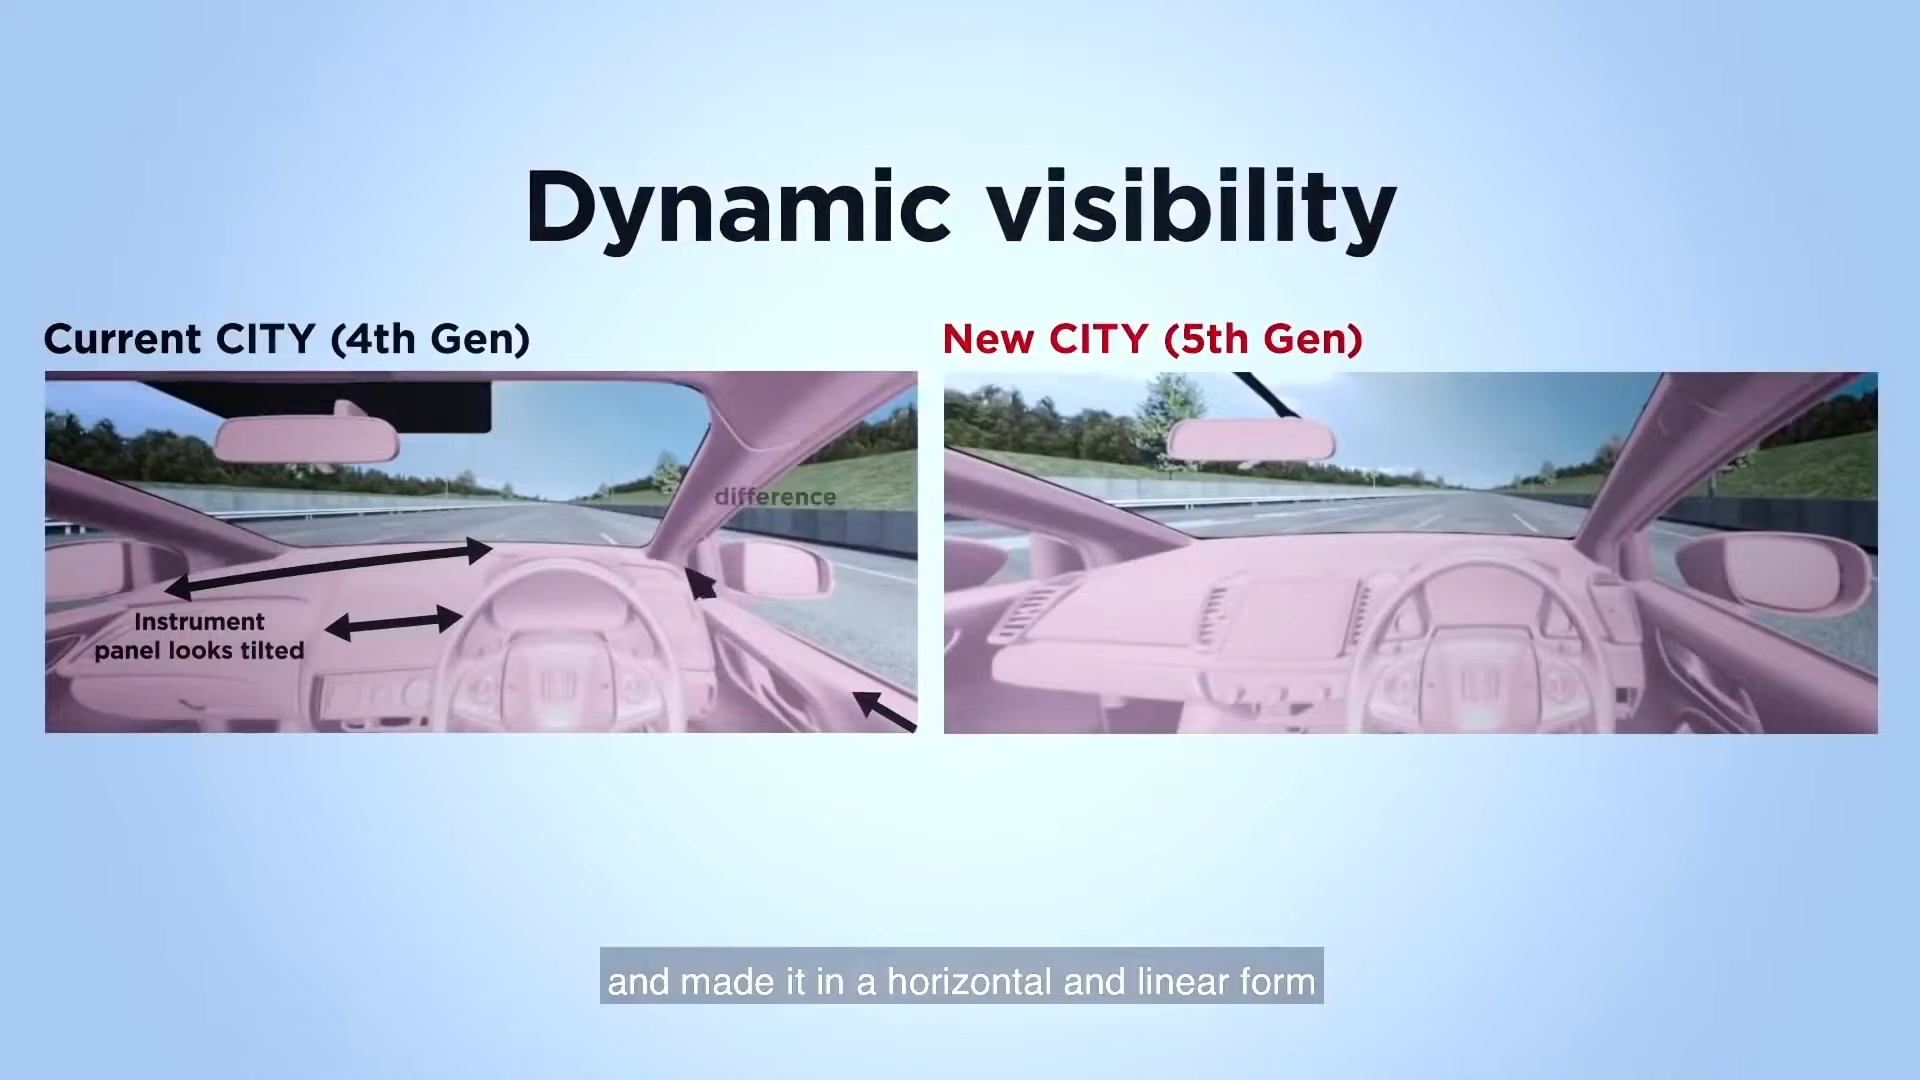 Dynamic visibility
Current CITY (4th Gen)
New CITY (5th Gen)
difference
Instrument
panel looks tilted
and made it in a horizontal and linear form